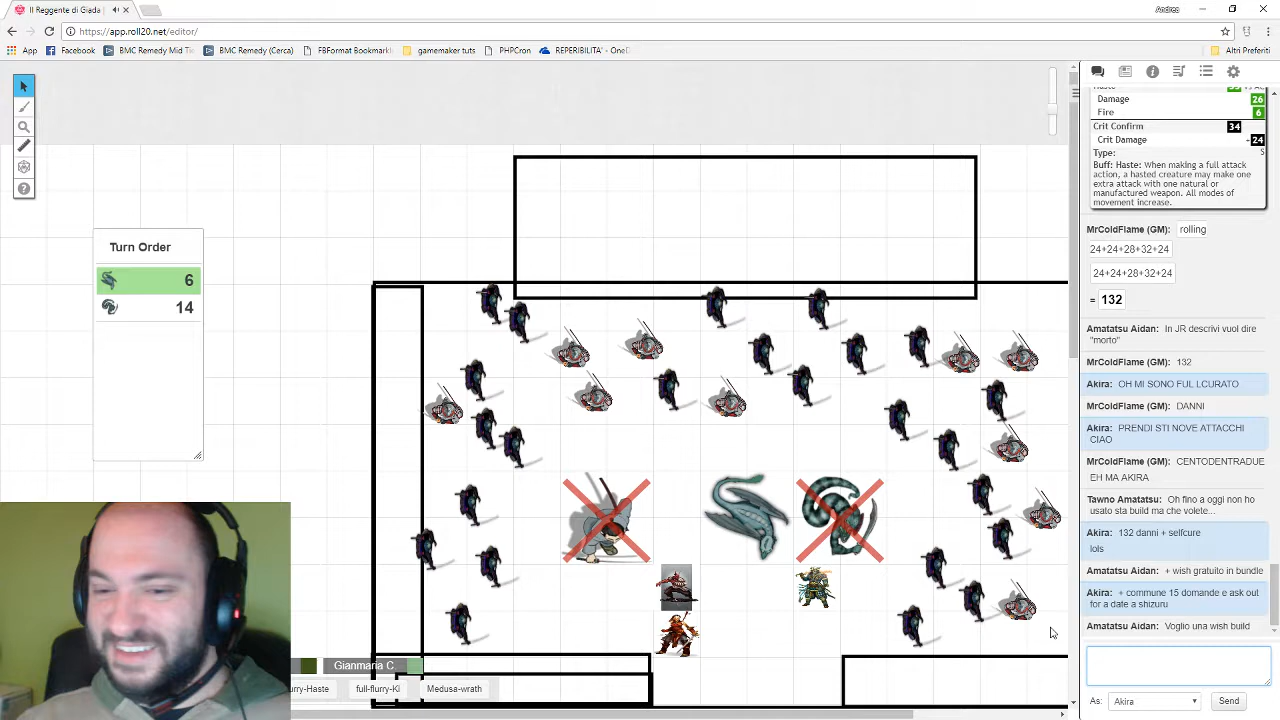 Il Reggente di Giada |
Andrea
https://app.roll20.net/editor/
App
Facebook
BMC Remedy Mid Tie
BMC Remedy (Cerca)
FBFormat Bookmarkl
gamemaker tuts
PHPCron
REPERIBILITA' - OneD
Altri Preferiti
Turn Order
6
14
Damage 26
Fire 6
Crit Confirm 34
Crit Damage 24
Type: S
Buff: Haste: When making a full attack
action, a hasted creature may make one
extra attack with one natural or
manufactured weapon. All modes of
movement increase.
MrColdFlame (GM): rolling
24+24+28+32+24
24+24+28+32+24
= 132
Amatatsu Aidan: In JR descrivi vuol dire
"morto"
MrColdFlame (GM): 132
Akira: OH MI SONO FUL LCURATO
MrColdFlame (GM): DANNI
Akira: PRENDI STI NOVE ATTACCHI
CIAO
MrColdFlame (GM): CENTODENTRADUE
EH MA AKIRA
Tawno Amatatsu: Oh fino a oggi non ho
usato sta build ma che volete...
Akira: 132 danni + selfcure
lols
Amatatsu Aidan: + wish gratuito in bundle
Akira: + commune 15 domande e ask out
for a date a shizuru
Amatatsu Aidan: Voglio una wish build
As: Akira
Send
Gianmaria C.
urry-Haste
full-flurry-KI
Medusa-wrath